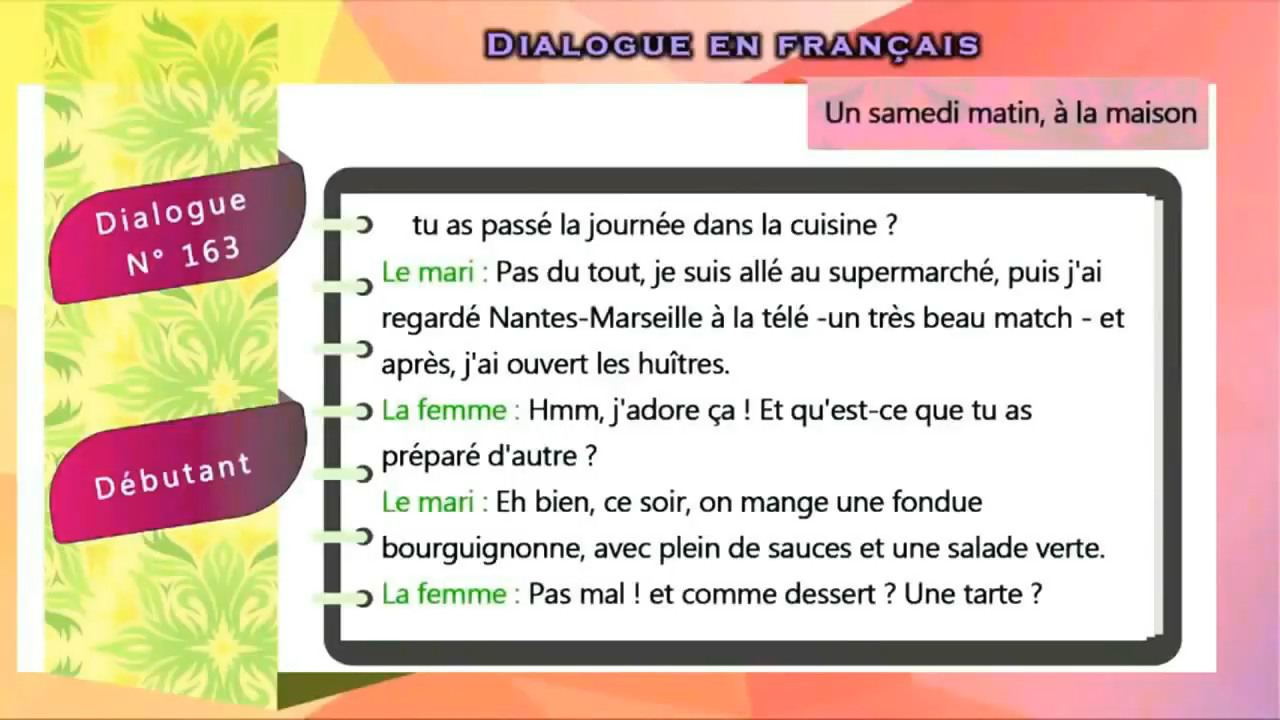 DIALOGUE EN FRANÇAIS
Un samedi matin, à la maison
Dialogue
N° 163
Débutant
tu as passé la journée dans la cuisine ?
Le mari : Pas du tout, je suis allé au supermarché, puis j'ai
regardé Nantes-Marseille à la télé -un très beau match - et
après, j'ai ouvert les huîtres.
La femme : Hmm, j'adore ça ! Et qu'est-ce que tu as
préparé d'autre ?
Le mari : Eh bien, ce soir, on mange une fondue
bourguignonne, avec plein de sauces et une salade verte.
La femme : Pas mal ! et comme dessert ? Une tarte ?